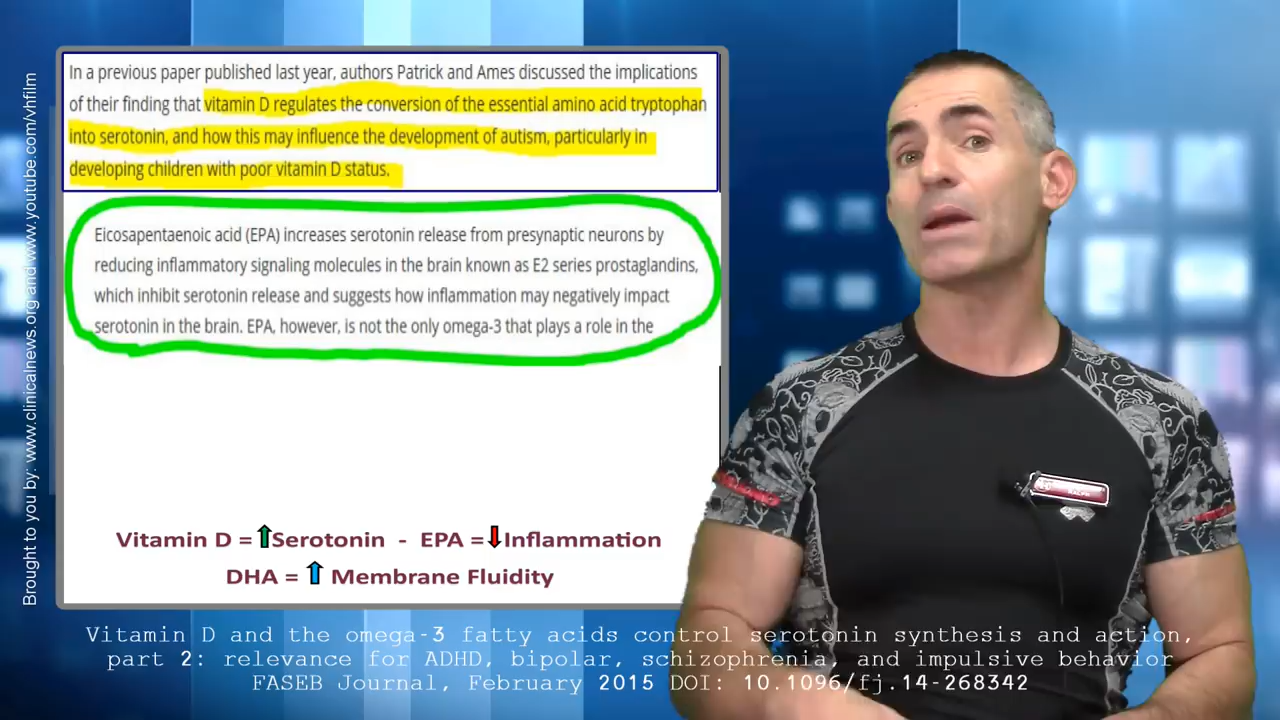 Brought to you by: www.clinicalnews.org and www.youtube.com/vhfilm
In a previous paper published last year, authors Patrick and Ames discussed the implications
of their finding that vitamin D regulates the conversion of the essential amino acid tryptophan
into serotonin, and how this may influence the development of autism, particularly in
developing children with poor vitamin D status.
Eicosapentaenoic acid (EPA) increases serotonin release from presynaptic neurons by
reducing inflammatory signaling molecules in the brain known as E2 series prostaglandins,
which inhibit serotonin release and suggests how inflammation may negatively impact
serotonin in the brain. EPA, however, is not the only omega-3 that plays a role in the
Vitamin D = Serotonin - EPA = Inflammation
DHA = Membrane Fluidity
RALPH
Vitamin D and the omega-3 fatty acids control serotonin synthesis and action,
part 2: relevance for ADHD, bipolar, schizophrenia, and impulsive behavior
FASEB Journal, February 2015 DOI: 10.1096/fj.14-268342